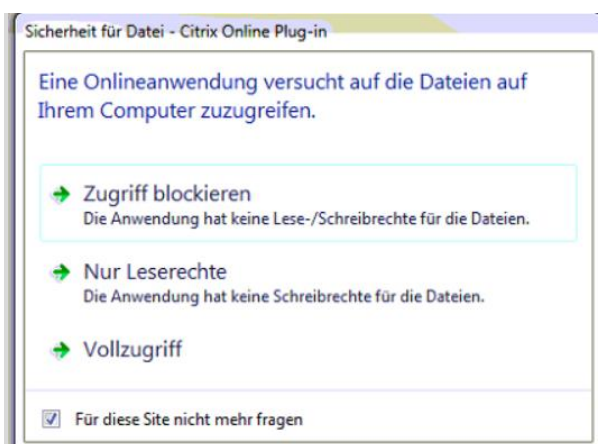 Sicherheit für Datei - Citrix Online Plug-in
Eine Onlineanwendung versucht auf die Dateien auf
Ihrem Computer zuzugreifen.
Zugriff blockieren
Die Anwendung hat keine Lese-/Schreibrechte für die Dateien.
Nur Leserechte
Die Anwendung hat keine Schreibrechte für die Dateien.
Vollzugriff
Für diese Site nicht mehr fragen